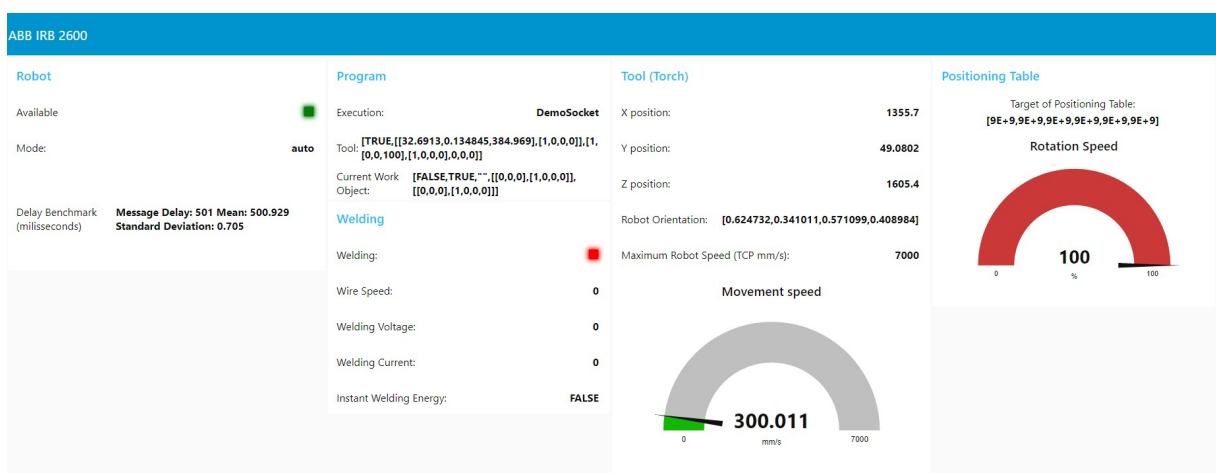 ABB IRB 2600
Robot
Available
Mode: auto
Delay Benchmark (milisseconds)
Message Delay: 501 Mean: 500.929
Standard Deviation: 0.705
Program
Execution: DemoSocket
Tool: [TRUE,[[32.6913,0.134845,384.969],[1,0,0,0]],[1,
[0,0,100],[1,0,0,0],0,0,0]]
Current Work Object:
[FALSE,TRUE,"",[[0,0,0],[1,0,0,0]],
[[0,0,0],[1,0,0,0]]]
Welding
Welding:
Wire Speed: 0
Welding Voltage: 0
Welding Current: 0
Instant Welding Energy: FALSE
Tool (Torch)
X position: 1355.7
Y position: 49.0802
Z position: 1605.4
Robot Orientation: [0.624732,0.341011,0.571099,0.408984]
Maximum Robot Speed (TCP mm/s): 7000
Movement speed
300.011
0 mm/s 7000
Positioning Table
Target of Positioning Table:
[9E+9,9E+9,9E+9,9E+9,9E+9,9E+9]
Rotation Speed
100
0 % 100